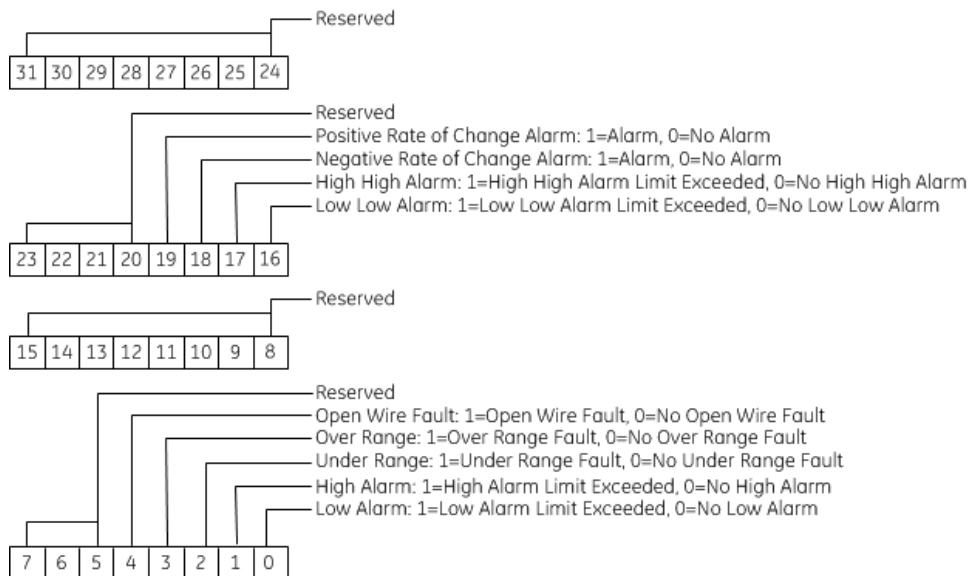 Reserved
31 30 29 28 27 26 25 24
Reserved
Positive Rate of Change Alarm: 1=Alarm, 0=No Alarm
Negative Rate of Change Alarm: 1=Alarm, 0=No Alarm
High High Alarm: 1=High High Alarm Limit Exceeded, 0=No High High Alarm
Low Low Alarm: 1=Low Low Alarm Limit Exceeded, 0=No Low Low Alarm
23 22 21 20 19 18 17 16
Reserved
15 14 13 12 11 10 9 8
Reserved
Open Wire Fault: 1=Open Wire Fault, 0=No Open Wire Fault
Over Range: 1=Over Range Fault, 0=No Over Range Fault
Under Range: 1=Under Range Fault, 0=No Under Range Fault
High Alarm: 1=High Alarm Limit Exceeded, 0=No High Alarm
Low Alarm: 1=Low Alarm Limit Exceeded, 0=No Low Alarm
7 6 5 4 3 2 1 0